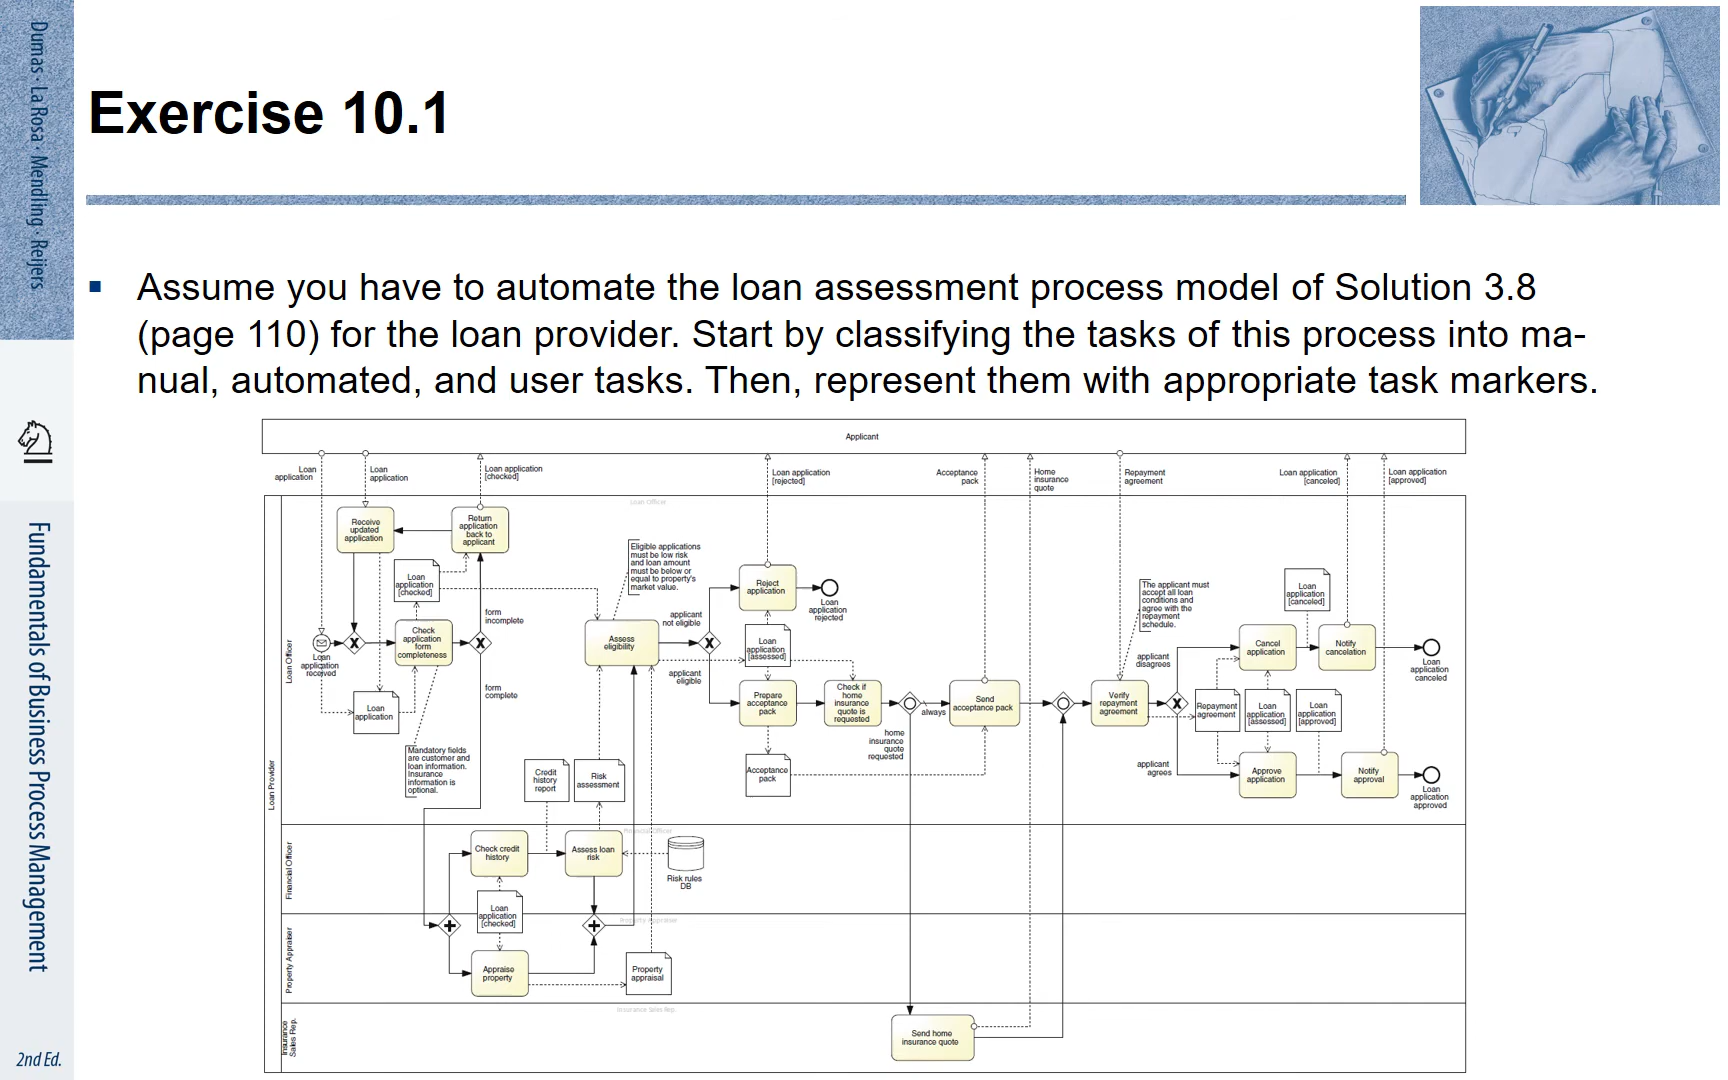 Dumas · La Rosa · Mendling · Reijers
Fundamentals of Business Process Management
2nd Ed.
Exercise 10.1
Assume you have to automate the loan assessment process model of Solution 3.8
(page 110) for the loan provider. Start by classifying the tasks of this process into ma-
nual, automated, and user tasks. Then, represent them with appropriate task markers.
Applicant
Loan
application
Loan
application
Loan application
[checked]
Loan application
[rejected]
Acceptance
pack
Home
insurance
quote
Repayment
agreement
Loan application
[canceled]
Loan application
[approved]
Loan Provider
Loan Officer
Loan Officer
Receive
updated
application
Return
application
back to
applicant
Loan
application
[checked]
form
incomplete
Check
application
form
completeness
Loan
application
received
form
complete
Loan
application
Mandatory fields
are customer and
loan information.
Insurance
information is
optional.
Eligible applications
must be low risk
and loan amount
must be below or
equal to property's
market value.
Assess
eligibility
applicant
not eligible
applicant
eligible
Reject
application
Loan
application
rejected
Loan
application
[assessed]
Prepare
acceptance
pack
Check if
home
insurance
quote is
requested
always
home
insurance
quote
requested
Acceptance
pack
Send
acceptance pack
The applicant must
accept all loan
conditions and
agree with the
repayment
schedule.
Verify
repayment
agreement
applicant
disagrees
applicant
agrees
Loan
application
[canceled]
Cancel
application
Notify
cancelation
Loan
application
canceled
Repayment
agreement
Loan
application
[assessed]
Loan
application
[approved]
Approve
application
Notify
approval
Loan
application
approved
Credit
history
report
Risk
assessment
Financial Officer
Financial Officer
Check credit
history
Assess loan
risk
Risk rules
DB
Loan
application
[checked]
Property Appraiser
Property Appraiser
Appraise
property
Property
appraisal
Insurance
Sales Rep.
Insurance Sales Rep.
Send home
insurance quote